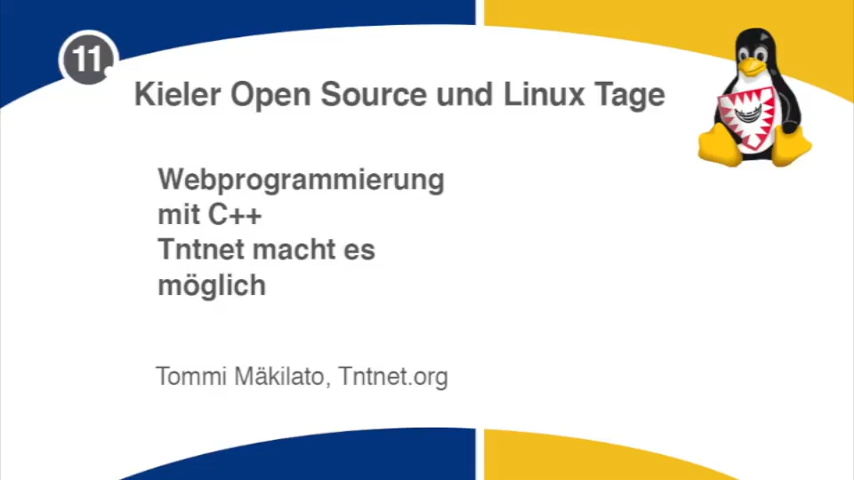 11.
Kieler Open Source und Linux Tage
Webprogrammierung
mit C++
Tntnet macht es
möglich
Tommi Mäkilato, Tntnet.org